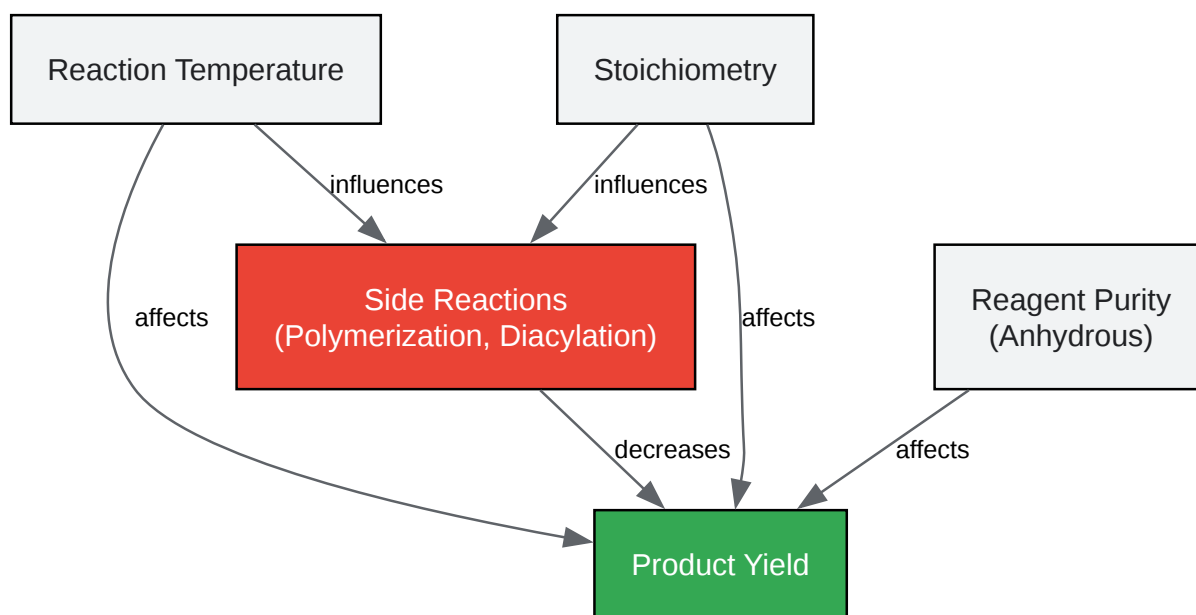 Reaction Temperature
Stoichiometry
influences
influences
Side Reactions
(Polymerization, Diacylation)
Reagent Purity
(Anhydrous)
affects
affects
decreases
affects
Product Yield